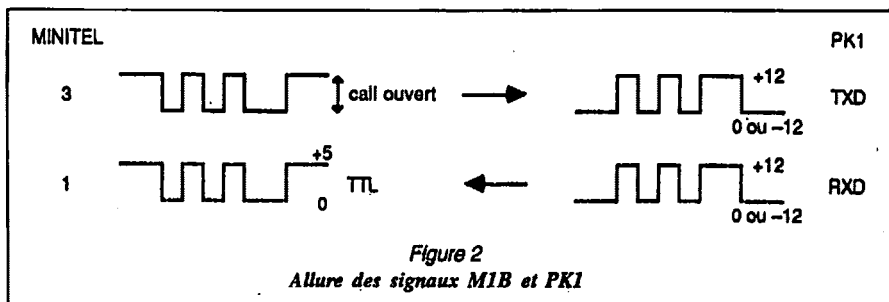 MINITEL PK1
3 call ouvert +12 TXD
0 ou –12
+5
1 TTL +12 RXD
0 0 ou –12
Figure 2
Allure des signaux M1B et PK1